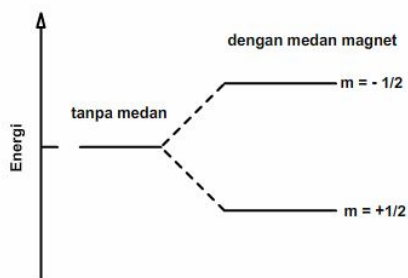 dengan medan magnet
m = - 1/2
tanpa medan
Energi
m = +1/2